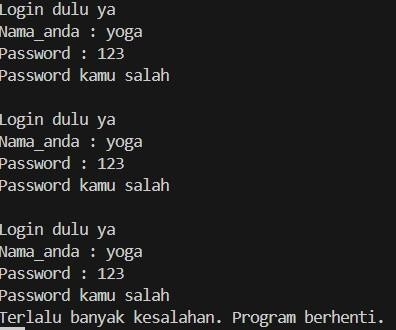 Login dulu ya
Nama_anda : yoga
Password : 123
Password kamu salah
Login dulu ya
Nama_anda : yoga
Password : 123
Password kamu salah
Login dulu ya
Nama_anda : yoga
Password : 123
Password kamu salah
Terlalu banyak kesalahan. Program berhenti.